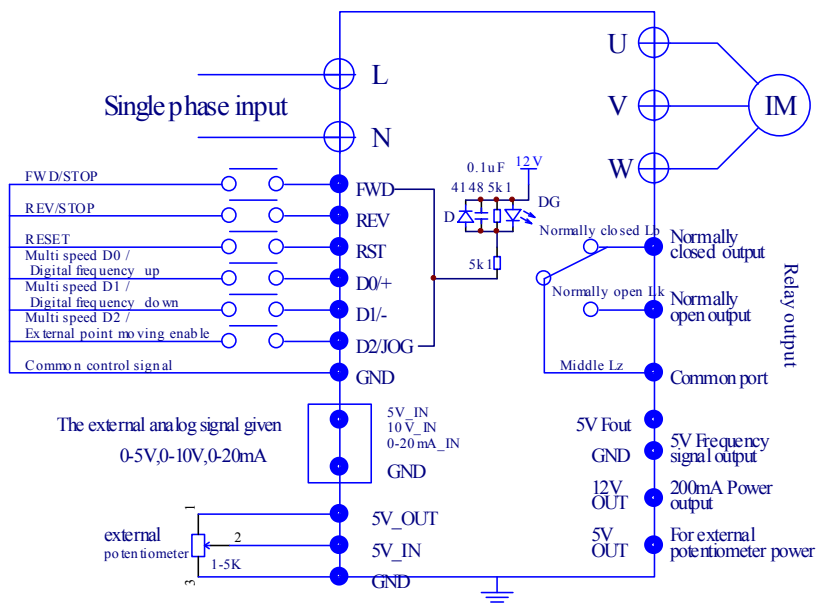 L
Single phase input
N
FWD/STOP
REV/STOP
RESET
Multi speed D0 /
Digital frequency up
Multi speed D1 /
Digital frequency down
Multi speed D2 /
External point moving enable
Common control signal
FWD
REV
RST
D0/+
D1/-
D2/JOG
GND
0.1uF 12V
4148 5k1
D DG
5k1
The external analog signal given
0-5V,0-10V,0-20mA
5V_IN
10V_IN
0-20mA_IN
GND
1
external
potentiometer
2
1-5K
3
5V_OUT
5V_IN
GND
U
V
W
IM
Normally closed Lb
Normally open Lk
Middle Lz
Normally
closed output
Normally
open output
Common port
Relay output
5V Fout
GND
5V Frequency
signal output
12V
OUT
200mA Power
output
5V
OUT
For external
potentiometer power